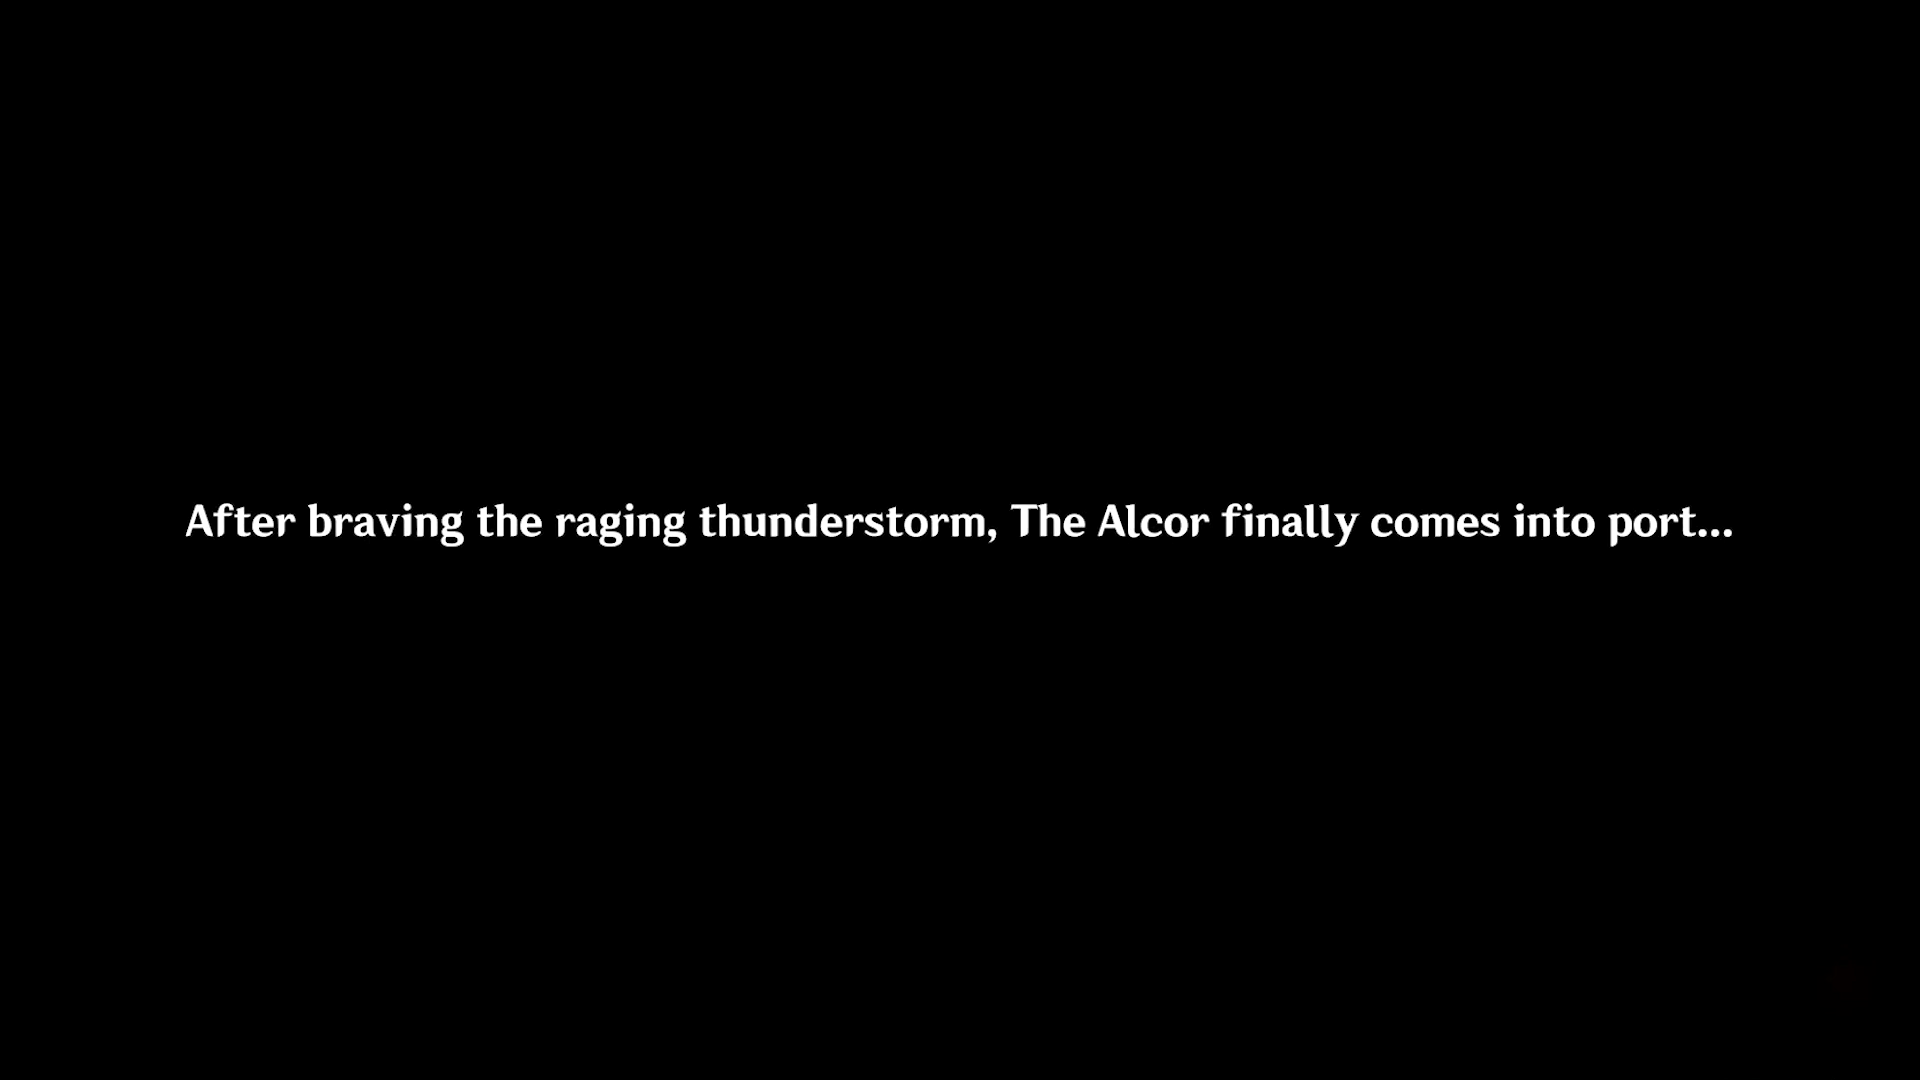 After braving the raging thunderstorm, The Alcor finally comes into port...